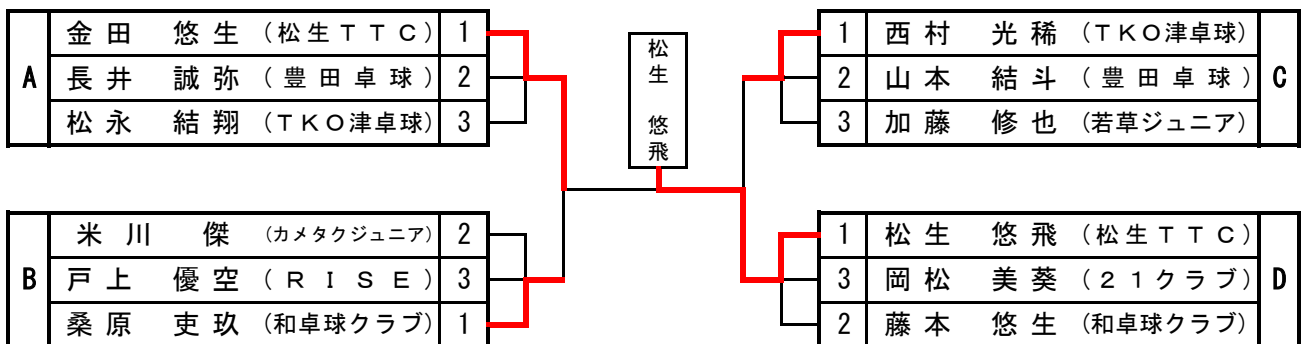 A
金田 悠生 (松生TTC) 1
長井 誠弥 (豊田卓球) 2
松永 結翔 (TKO津卓球) 3
B
米川 傑 (カメタクジュニア) 2
戸上 優空 (RISE) 3
桑原 吏玖 (和卓球クラブ) 1
松生 悠飛
C
1 西村 光稀 (TKO津卓球)
2 山本 結斗 (豊田卓球)
3 加藤 修也 (若草ジュニア)
D
1 松生 悠飛 (松生TTC)
3 岡松 美葵 (21クラブ)
2 藤本 悠生 (和卓球クラブ)